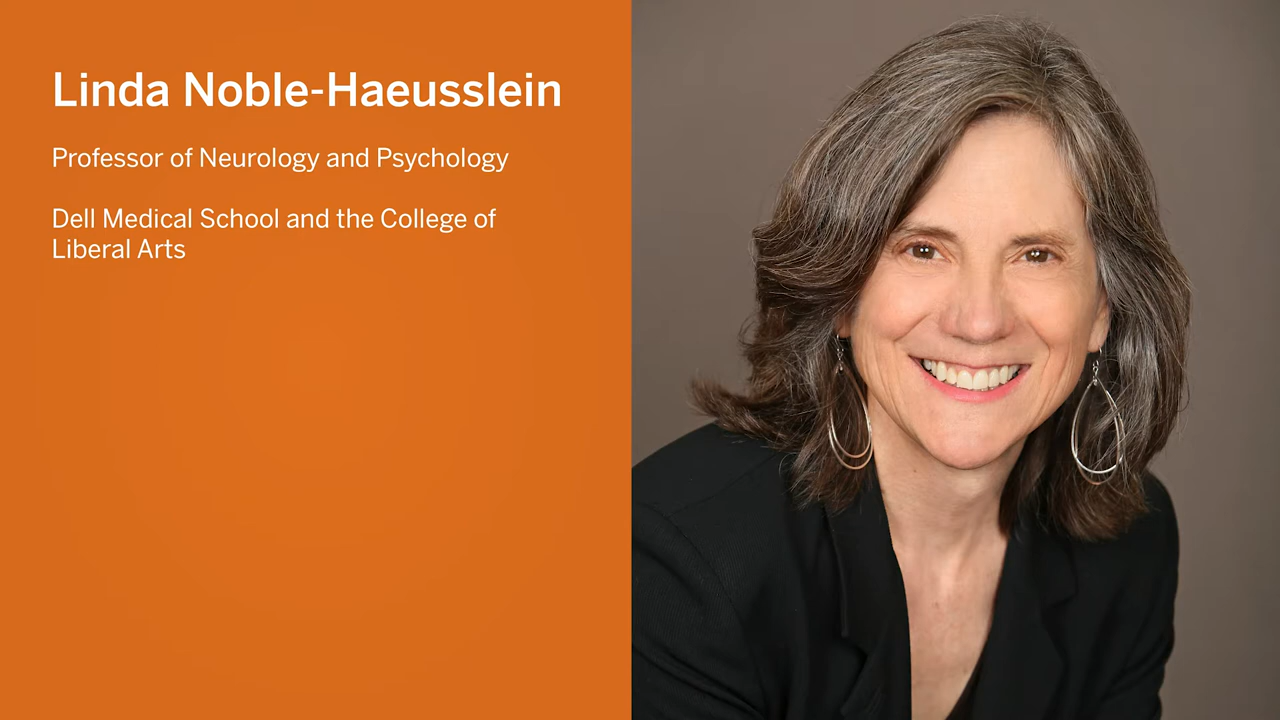 Linda Noble-Haeusslein
Professor of Neurology and Psychology
Dell Medical School and the College of
Liberal Arts